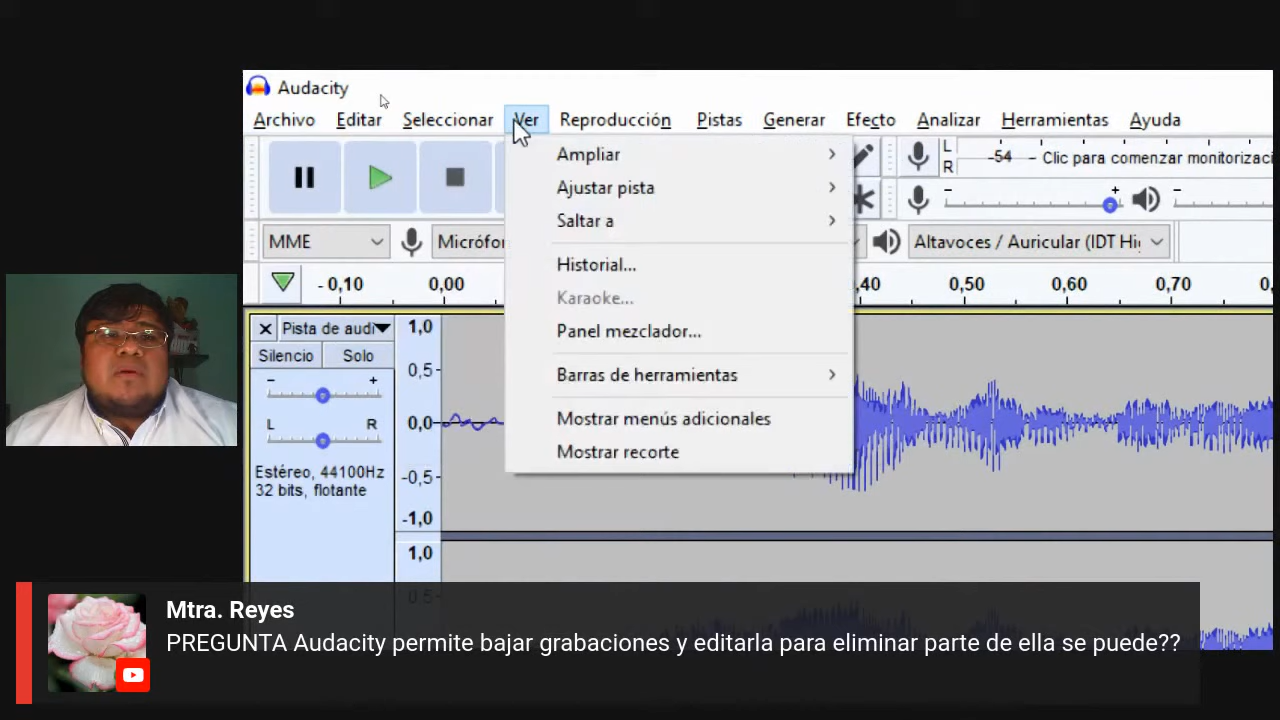 Audacity
Archivo Editar Seleccionar Ver Reproducción Pistas Generar Efecto Analizar Herramientas Ayuda
Ampliar
L
R
-54 - Clic para comenzar monitorizaci
Ajustar pista
- +
-
Saltar a
MME
Micrófor
Altavoces / Auricular (IDT Hi
Historial...
- 0,10 0,00 ,40 0,50 0,60 0,70 0,
Karaoke...
Panel mezclador...
Pista de audi
1,0
Silencio Solo
0,5-
Barras de herramientas
- +
Mostrar menús adicionales
L R
0,0-
Mostrar recorte
Estéreo, 44100Hz
32 bits, flotante
-0,5-
-1,0
1,0
0,5-
Mtra. Reyes
PREGUNTA Audacity permite bajar grabaciones y editarla para eliminar parte de ella se puede??